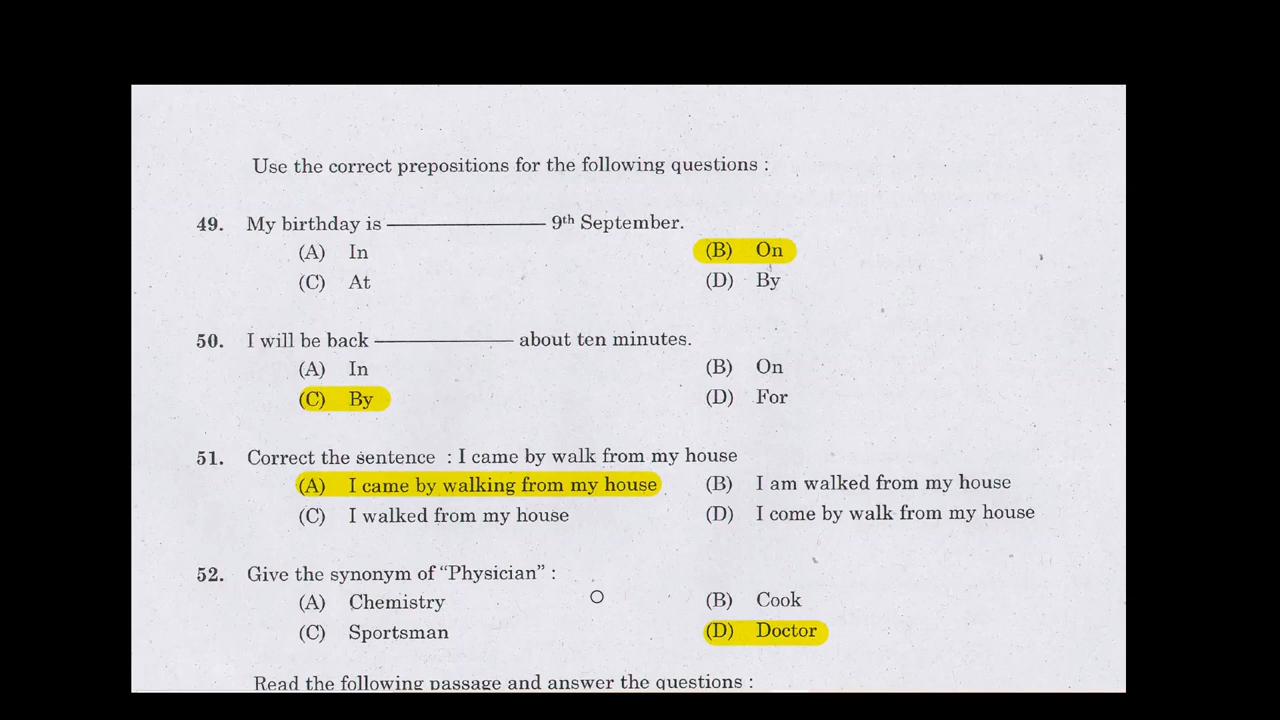 Use the correct prepositions for the following questions :
49. My birthday is ―――― 9th September.
(A) In (B) On
(C) At (D) By
50. I will be back ―――― about ten minutes.
(A) In (B) On
(C) By (D) For
51. Correct the sentence : I came by walk from my house
(A) I came by walking from my house (B) I am walked from my house
(C) I walked from my house (D) I come by walk from my house
52. Give the synonym of “Physician” :
(A) Chemistry (B) Cook
(C) Sportsman (D) Doctor
Read the following passage and answer the questions :